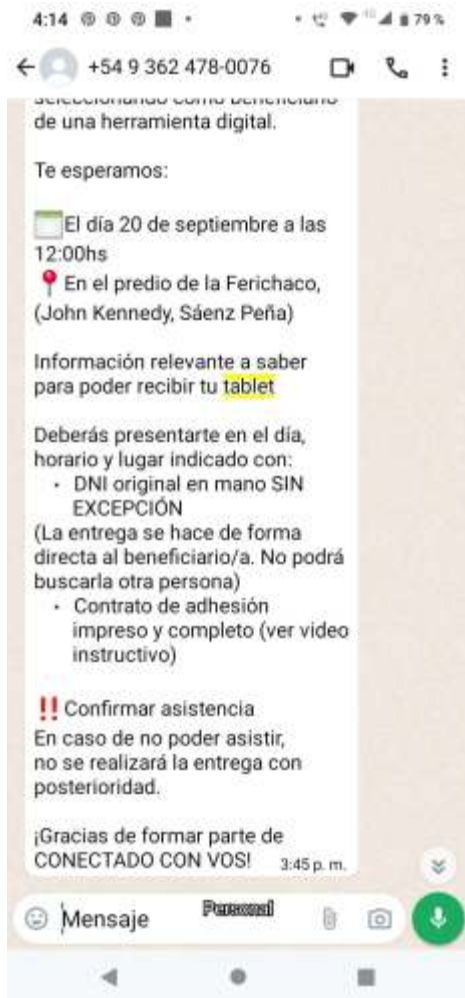 4:14
79 %
+54 9 362 478-0076
seleccionando como beneficiario
de una herramienta digital.
Te esperamos:
El día 20 de septiembre a las
12:00hs
En el predio de la Ferichaco,
(John Kennedy, Sáenz Peña)
Información relevante a saber
para poder recibir tu tablet
Deberás presentarte en el día,
horario y lugar indicado con:
• DNI original en mano SIN
EXCEPCIÓN
(La entrega se hace de forma
directa al beneficiario/a. No podrá
buscarla otra persona)
• Contrato de adhesión
impreso y completo (ver video
instructivo)
‼️ Confirmar asistencia
En caso de no poder asistir,
no se realizará la entrega con
posterioridad.
¡Gracias de formar parte de
CONECTADO CON VOS!
3:45 p. m.
Mensaje
Personal